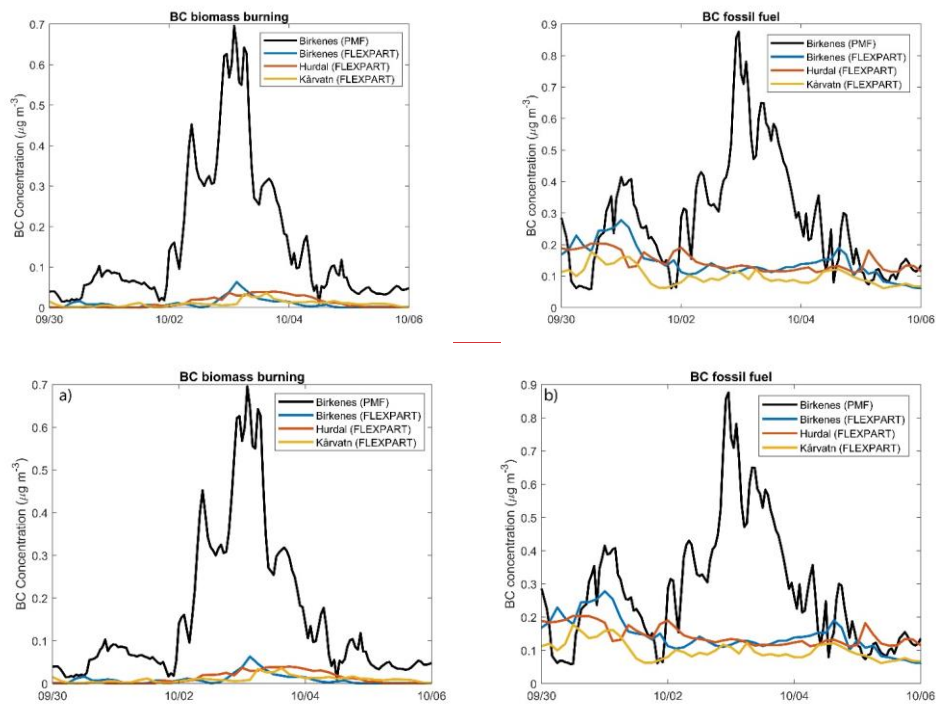 BC biomass burning
BC Concentration (μg m⁻³)
0.7
0.6
0.5
0.4
0.3
0.2
0.1
0
09/30
10/02
10/04
10/06
Birkenes (PMF)
Birkenes (FLEXPART)
Hurdal (FLEXPART)
Kårvatn (FLEXPART)
BC fossil fuel
BC concentration (μg m⁻³)
0.9
0.8
0.7
0.6
0.5
0.4
0.3
0.2
0.1
0
09/30
10/02
10/04
10/06
Birkenes (PMF)
Birkenes (FLEXPART)
Hurdal (FLEXPART)
Kårvatn (FLEXPART)
BC biomass burning
a)
BC Concentration (μg m⁻³)
0.7
0.6
0.5
0.4
0.3
0.2
0.1
0
09/30
10/02
10/04
10/06
Birkenes (PMF)
Birkenes (FLEXPART)
Hurdal (FLEXPART)
Kårvatn (FLEXPART)
BC fossil fuel
b)
BC concentration (μg m⁻³)
0.9
0.8
0.7
0.6
0.5
0.4
0.3
0.2
0.1
0
09/30
10/02
10/04
10/06
Birkenes (PMF)
Birkenes (FLEXPART)
Hurdal (FLEXPART)
Kårvatn (FLEXPART)